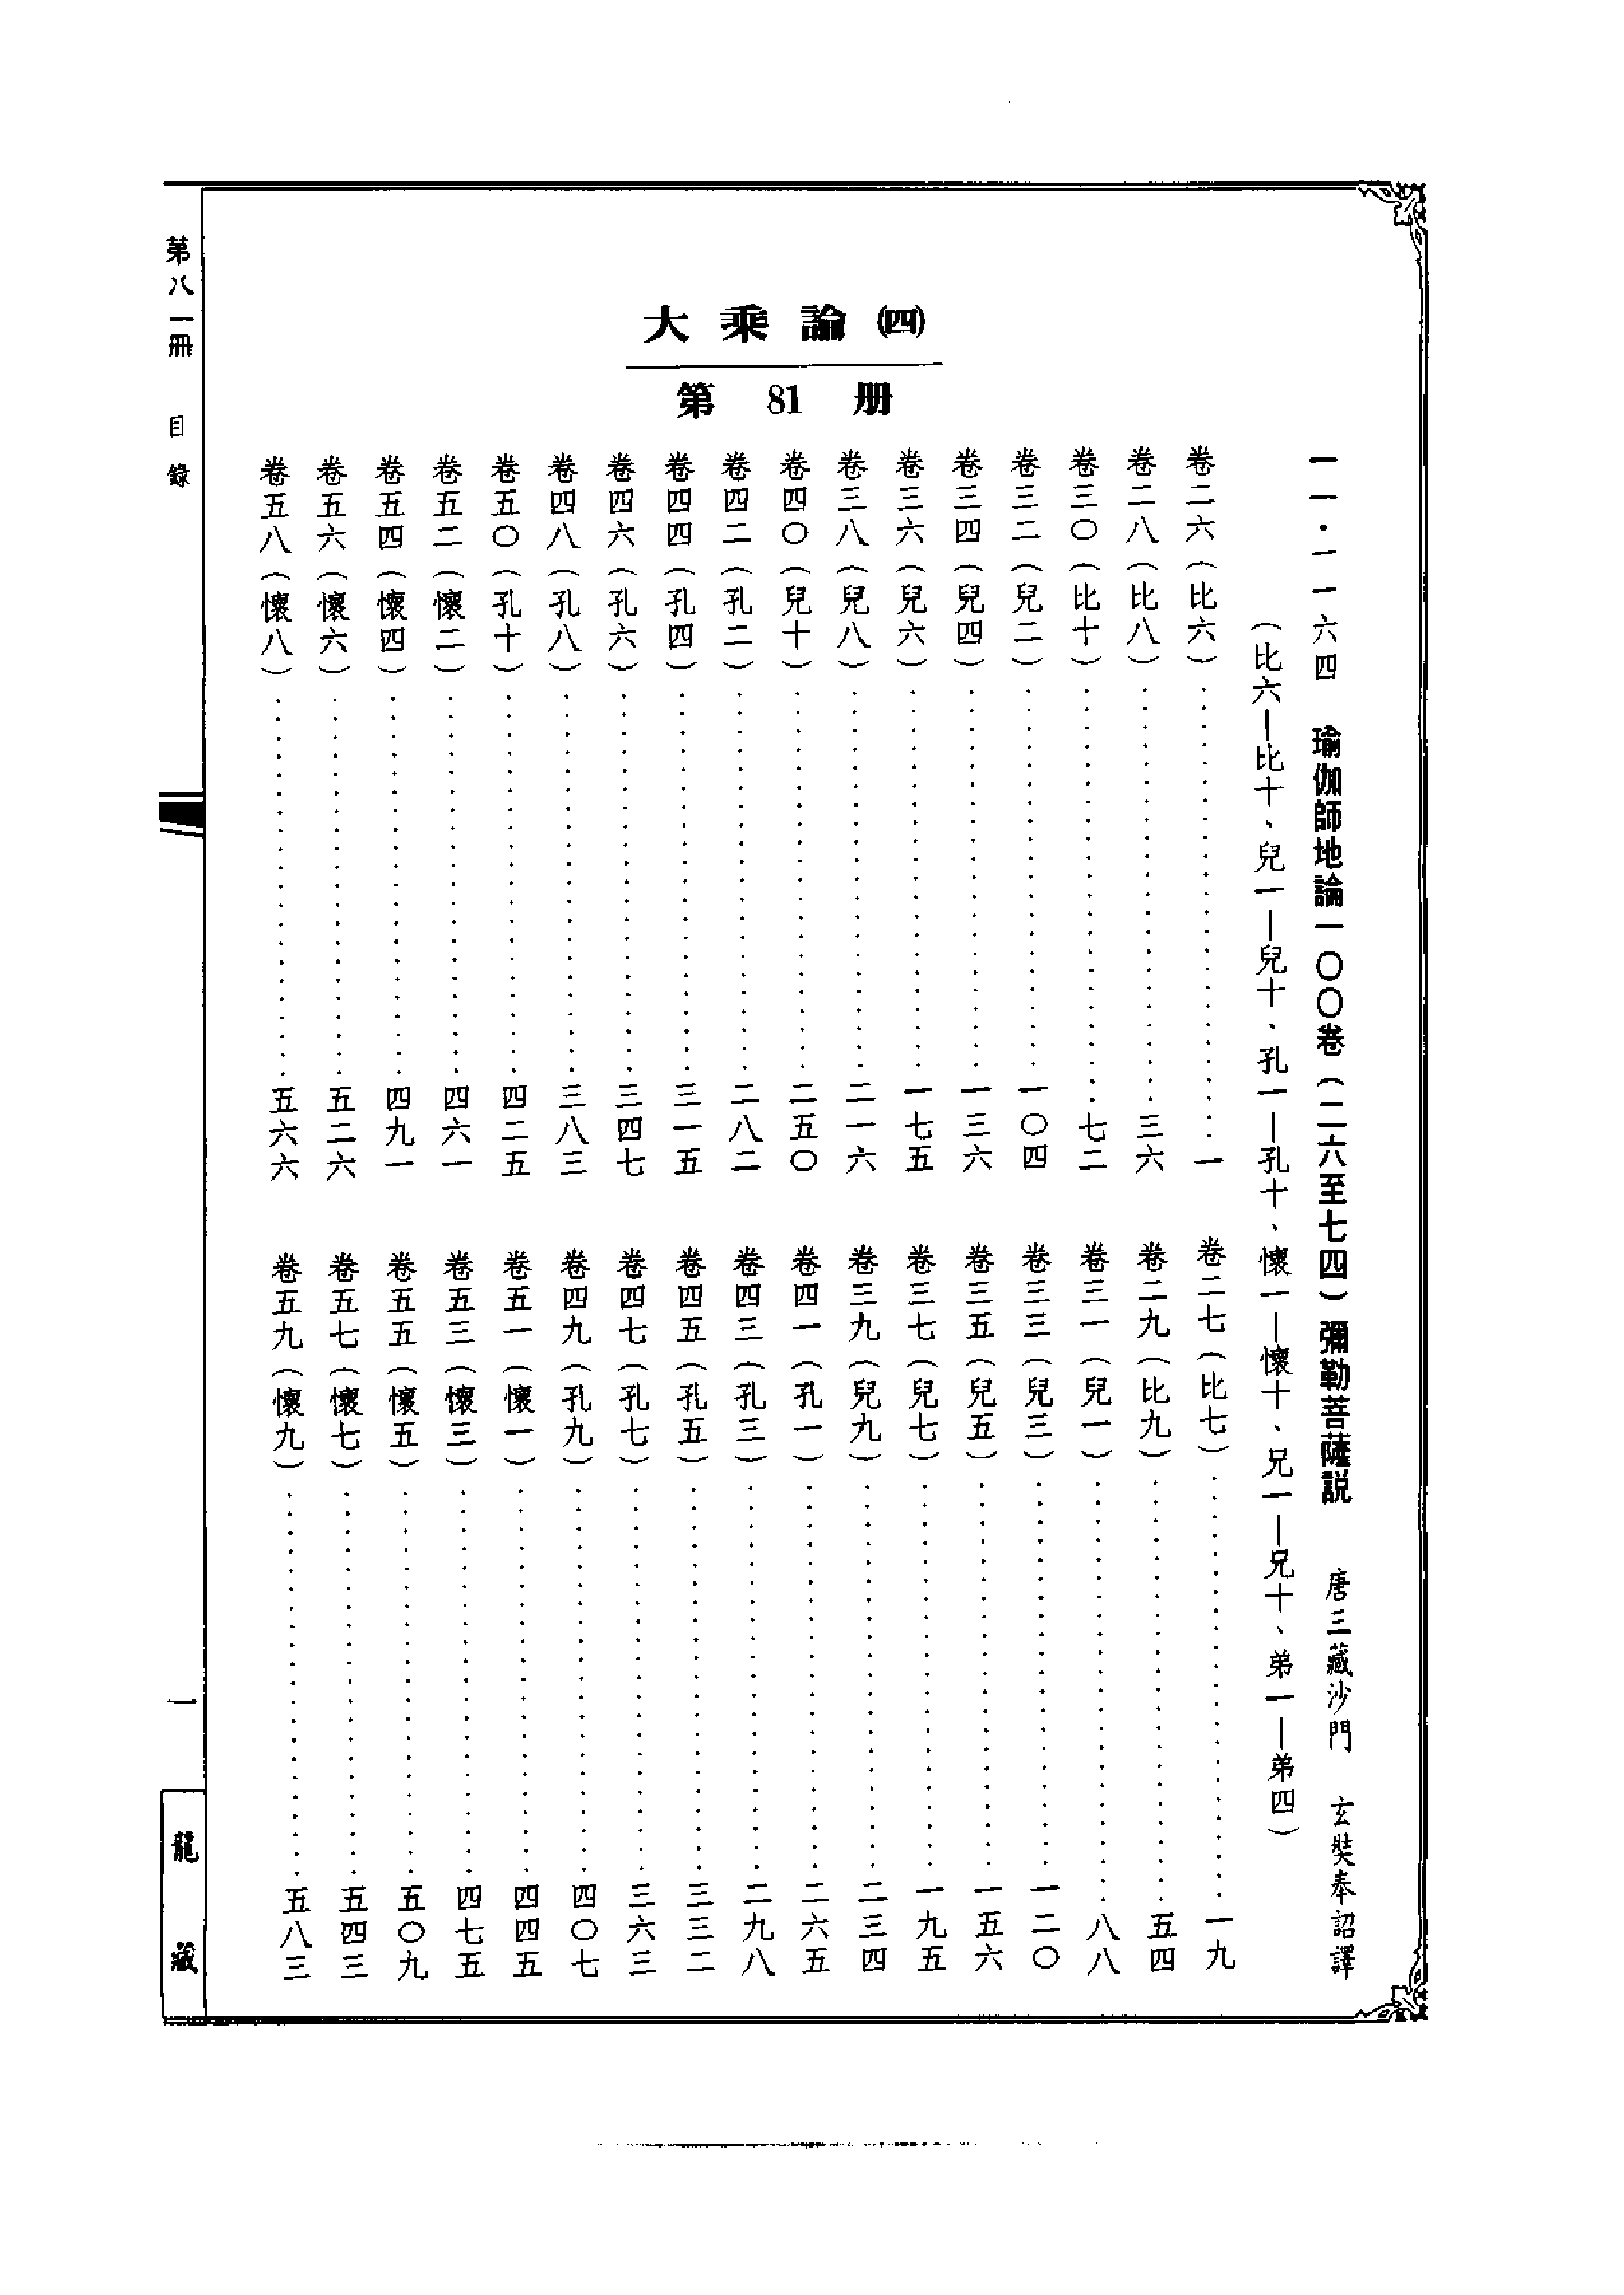 大乘論㈣
第 81 册
一一·一一六四 瑜伽師地論一〇〇卷（二六至七四）彌勒菩薩説 唐三藏沙門 玄奘奉詔譯
（比六—比十、兒一—兒十、孔一—孔十、懷一—懷十、兄一—兄十、弟一—弟四）
卷二六（比六）……一 卷二七（比七）……一九
卷二八（比八）……三六 卷二九（比九）……五四
卷三〇（比十）……七二 卷三一（兒一）……八八
卷三二（兒二）……一〇四 卷三三（兒三）……一二〇
卷三四（兒四）……一三六 卷三五（兒五）……一五六
卷三六（兒六）……一七五 卷三七（兒七）……一九五
卷三八（兒八）……二一六 卷三九（兒九）……二三四
卷四〇（兒十）……二五〇 卷四一（孔一）……二六五
卷四二（孔二）……二八二 卷四三（孔三）……二九八
卷四四（孔四）……三一五 卷四五（孔五）……三三二
卷四六（孔六）……三四七 卷四七（孔七）……三六三
卷四八（孔八）……三八三 卷四九（孔九）……四〇七
卷五〇（孔十）……四二五 卷五一（懷一）……四四五
卷五二（懷二）……四六一 卷五三（懷三）……四七五
卷五四（懷四）……四九一 卷五五（懷五）……五〇九
卷五六（懷六）……五二六 卷五七（懷七）……五四三
卷五八（懷八）……五六六 卷五九（懷九）……五八三
第八一冊 目錄 一 龍藏